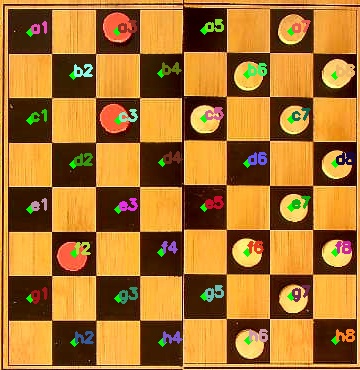 a1 a3 a5 a7
b2 b4 b6 b8
c1 c3 c5 c7
d2 d4 d6 d8
e1 e3 e5 e7
f2 f4 f6 f8
g1 g3 g5 g7
h2 h4 h6 h8